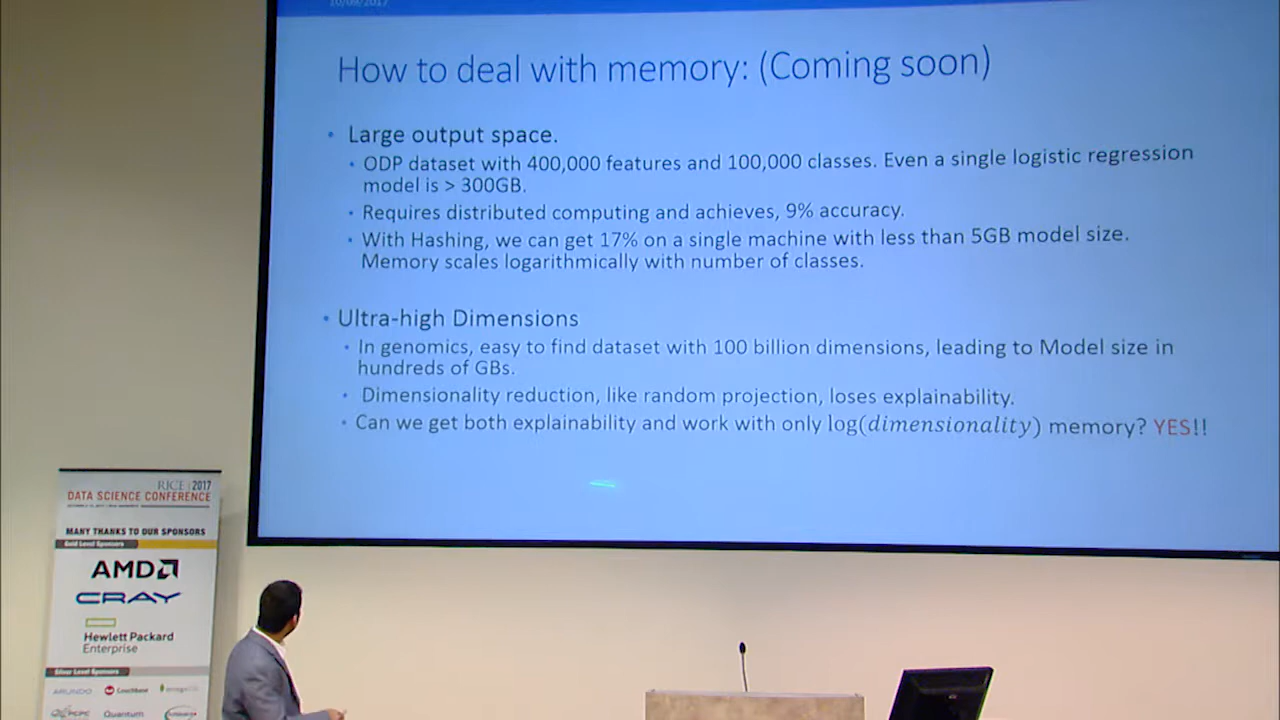 10/09/2017
How to deal with memory: (Coming soon)
• Large output space.
• ODP dataset with 400,000 features and 100,000 classes. Even a single logistic regression
model is > 300GB.
• Requires distributed computing and achieves, 9% accuracy.
• With Hashing, we can get 17% on a single machine with less than 5GB model size.
Memory scales logarithmically with number of classes.
• Ultra-high Dimensions
• In genomics, easy to find dataset with 100 billion dimensions, leading to Model size in
hundreds of GBs.
• Dimensionality reduction, like random projection, loses explainability.
• Can we get both explainability and work with only log(dimensionality) memory? YES!!
RICE | 2017
DATA SCIENCE CONFERENCE
MANY THANKS TO OUR SPONSORS
Gold Level Sponsors
AMD
CRAY
Hewlett Packard
Enterprise
Silver Level Sponsors
ARUNDO Couchbase
Quantum